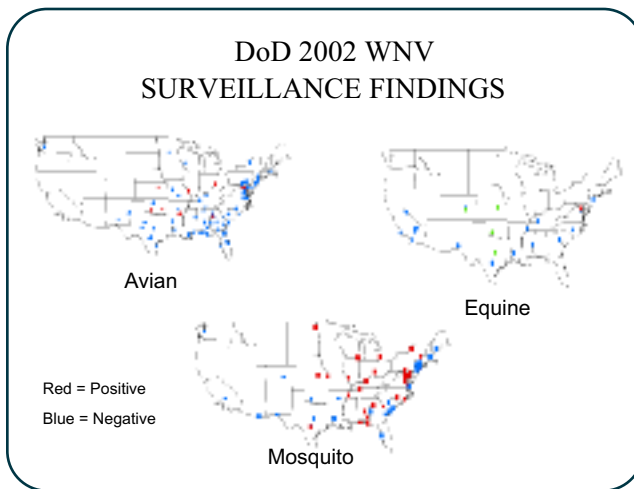 DoD 2002 WNV
SURVEILLANCE FINDINGS
Avian
Equine
Red = Positive
Blue = Negative
Mosquito